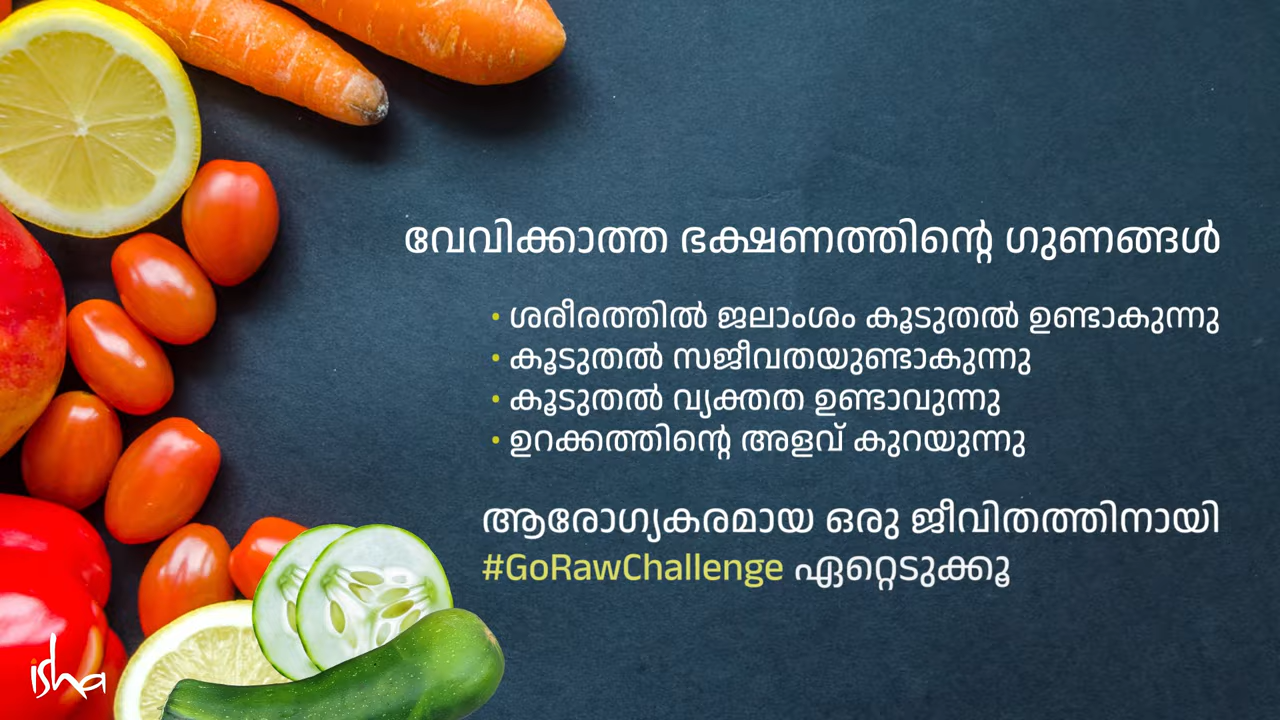 വേവിക്കാത്ത ഭക്ഷണത്തിന്റെ ഗുണങ്ങൾ
• ശരീരത്തിൽ ജലാംശം കൂടുതൽ ഉണ്ടാകുന്നു
• കൂടുതൽ സജീവതയുണ്ടാകുന്നു
• കൂടുതൽ വ്യക്തത ഉണ്ടാവുന്നു
• ഉറക്കത്തിന്റെ അളവ് കുറയുന്നു
ആരോഗ്യകരമായ ഒരു ജീവിതത്തിനായി
#GoRawChallenge ഏറ്റെടുക്കൂ
isha